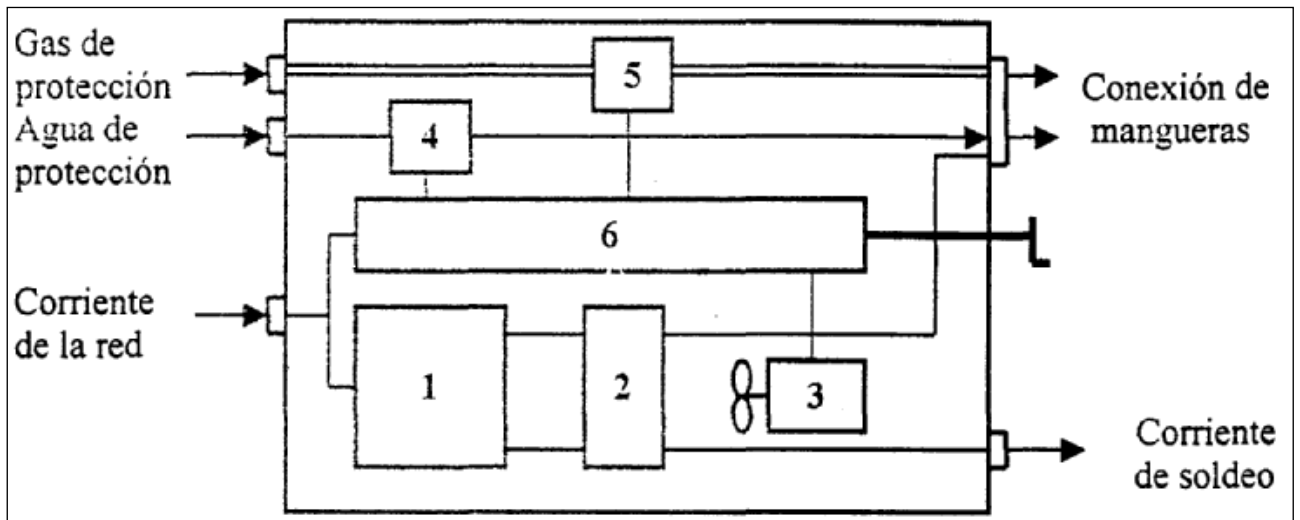 Gas de
protección
Agua de
protección
Corriente
de la red
5
4
6
1
2
3
Conexión de
mangueras
Corriente
de soldeo